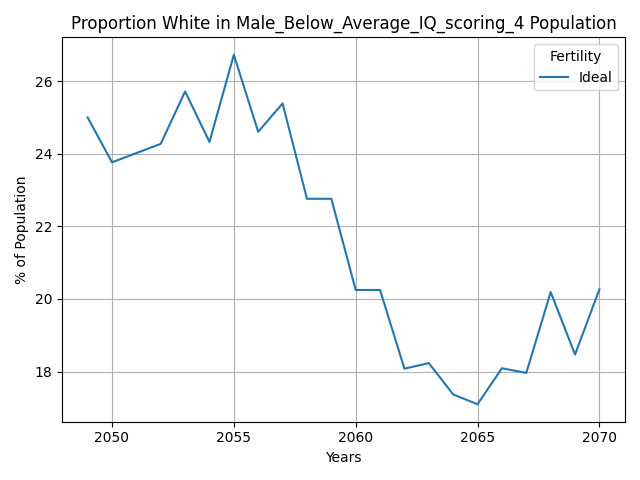 Proportion White in Male_Below_Average_IQ_scoring_4 Population
Fertility
Ideal
26
24
22
20
18
% of Population
2050
2055
2060
2065
2070
Years